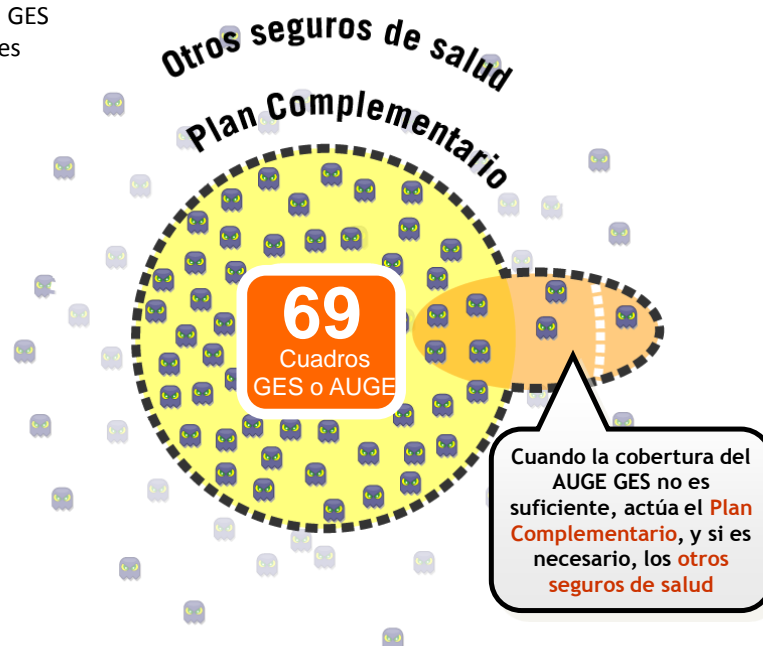 GES
es
Otros seguros de salud
Plan Complementario
69
Cuadros
GES o AUGE
Cuando la cobertura del
AUGE GES no es
suficiente, actúa el Plan
Complementario, y si es
necesario, los otros
seguros de salud